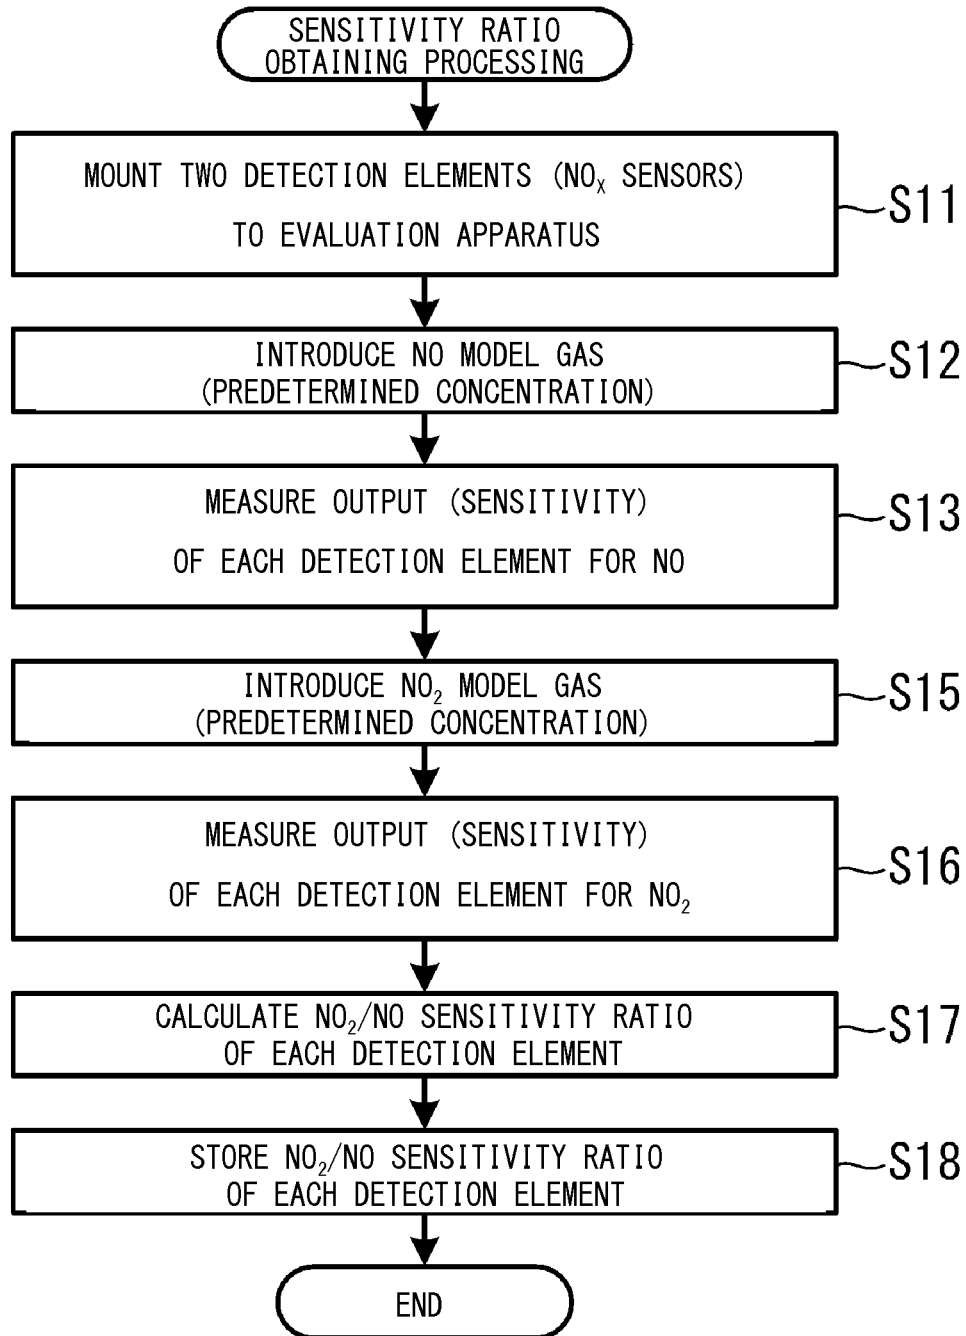 SENSITIVITY RATIO
OBTAINING PROCESSING
MOUNT TWO DETECTION ELEMENTS (NOX SENSORS)
TO EVALUATION APPARATUS
S11
INTRODUCE NO MODEL GAS
(PREDETERMINED CONCENTRATION)
S12
MEASURE OUTPUT (SENSITIVITY)
OF EACH DETECTION ELEMENT FOR NO
S13
INTRODUCE NO₂ MODEL GAS
(PREDETERMINED CONCENTRATION)
S15
MEASURE OUTPUT (SENSITIVITY)
OF EACH DETECTION ELEMENT FOR NO₂
S16
CALCULATE NO₂/NO SENSITIVITY RATIO
OF EACH DETECTION ELEMENT
S17
STORE NO₂/NO SENSITIVITY RATIO
OF EACH DETECTION ELEMENT
S18
END